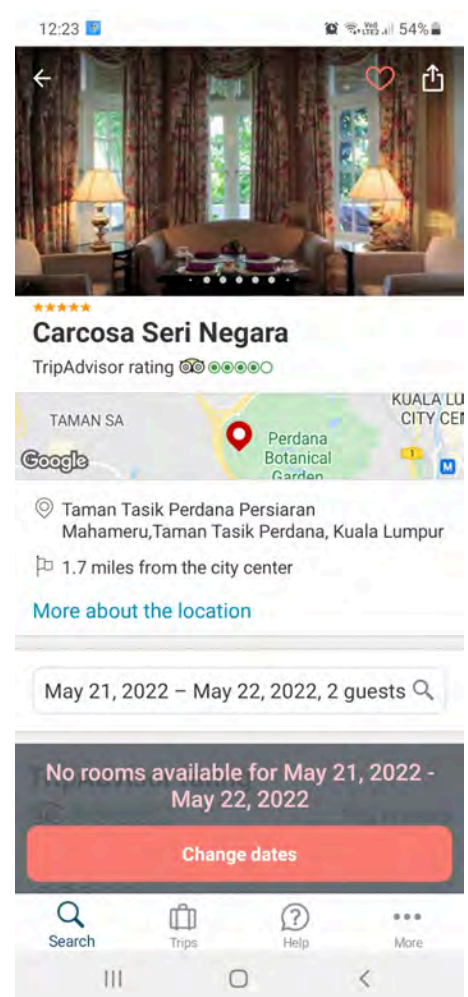 12:23
54%
Carcosa Seri Negara
TripAdvisor rating
TAMAN SA
KUALA LU
CITY CEN
Perdana
Botanical
Garden
1
M
Google
Taman Tasik Perdana Persiaran
Mahameru,Taman Tasik Perdana, Kuala Lumpur
1.7 miles from the city center
More about the location
May 21, 2022 – May 22, 2022, 2 guests
No rooms available for May 21, 2022 -
May 22, 2022
Change dates
Search
Trips
Help
More